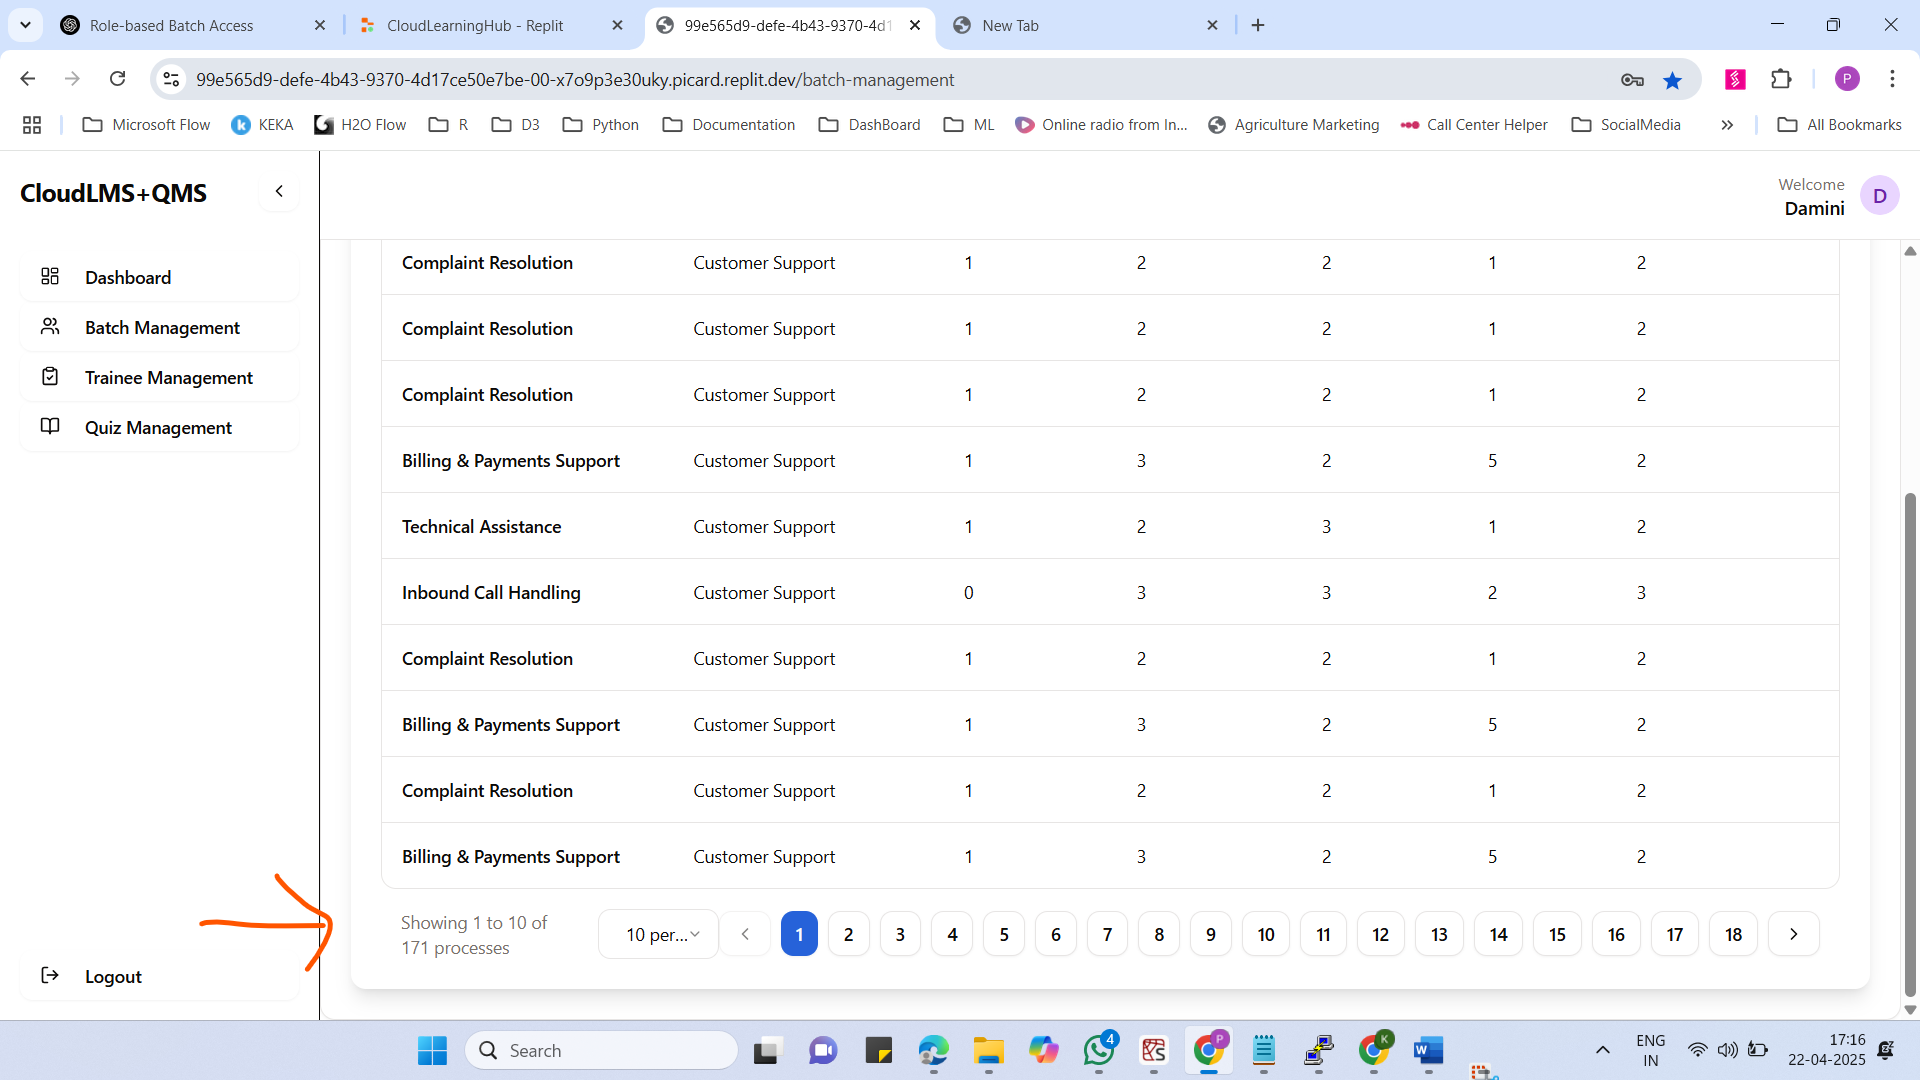 Role-based Batch Access
CloudLearningHub - Replit
99e565d9-defe-4b43-9370-4d1
New Tab
99e565d9-defe-4b43-9370-4d17ce50e7be-00-x7o9p3e30uky.picard.replit.dev/batch-management
P
Microsoft Flow
KEKA
H2O Flow
R
D3
Python
Documentation
DashBoard
ML
Online radio from In...
Agriculture Marketing
Call Center Helper
SocialMedia
All Bookmarks
CloudLMS+QMS
Welcome
Damini
D
Dashboard
Batch Management
Trainee Management
Quiz Management
Logout
Complaint Resolution Customer Support 1 2 2 1 2
Complaint Resolution Customer Support 1 2 2 1 2
Complaint Resolution Customer Support 1 2 2 1 2
Billing & Payments Support Customer Support 1 3 2 5 2
Technical Assistance Customer Support 1 2 3 1 2
Inbound Call Handling Customer Support 0 3 3 2 3
Complaint Resolution Customer Support 1 2 2 1 2
Billing & Payments Support Customer Support 1 3 2 5 2
Complaint Resolution Customer Support 1 2 2 1 2
Billing & Payments Support Customer Support 1 3 2 5 2
Showing 1 to 10 of
171 processes
10 per...
1 2 3 4 5 6 7 8 9 10 11 12 13 14 15 16 17 18
Search
4
P
K
ENG
IN
17:16
22-04-2025